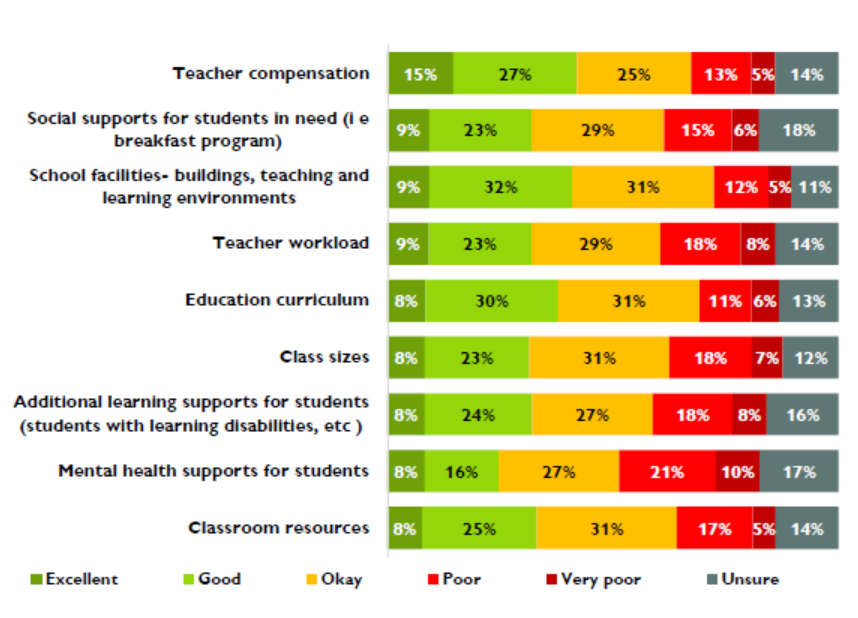 Teacher compensation
15% 27% 25% 13% 5% 14%
Social supports for students in need (i e
breakfast program)
9% 23% 29% 15% 6% 18%
School facilities- buildings, teaching and
learning environments
9% 32% 31% 12% 5% 11%
Teacher workload
9% 23% 29% 18% 8% 14%
Education curriculum
8% 30% 31% 11% 6% 13%
Class sizes
8% 23% 31% 18% 7% 12%
Additional learning supports for students
(students with learning disabilities, etc )
8% 24% 27% 18% 8% 16%
Mental health supports for students
8% 16% 27% 21% 10% 17%
Classroom resources
8% 25% 31% 17% 5% 14%
Excellent Good Okay Poor Very poor Unsure